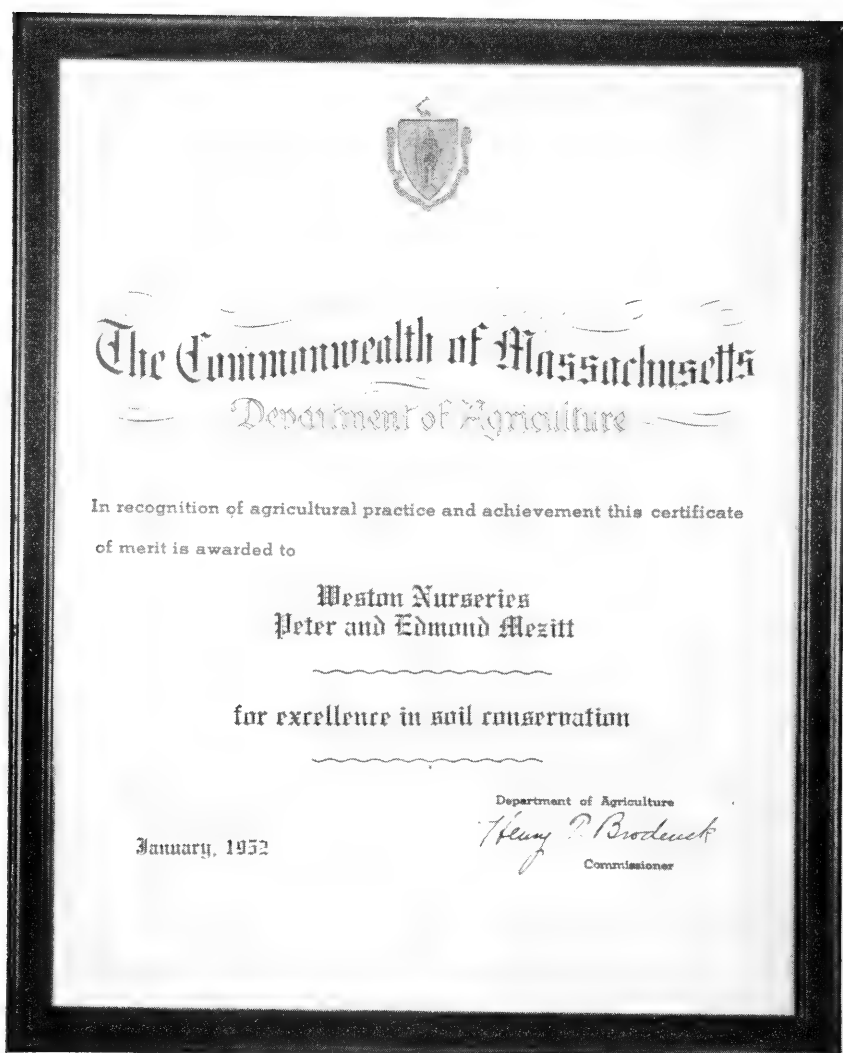 The Commonwealth of Massachusetts
Department of Agriculture
In recognition of agricultural practice and achievement this certificate
of merit is awarded to
Weston Nurseries
Peter and Edmond Mezitt
for excellence in soil conservation
Department of Agriculture
January, 1952
Henry T. Broderick
Commissioner